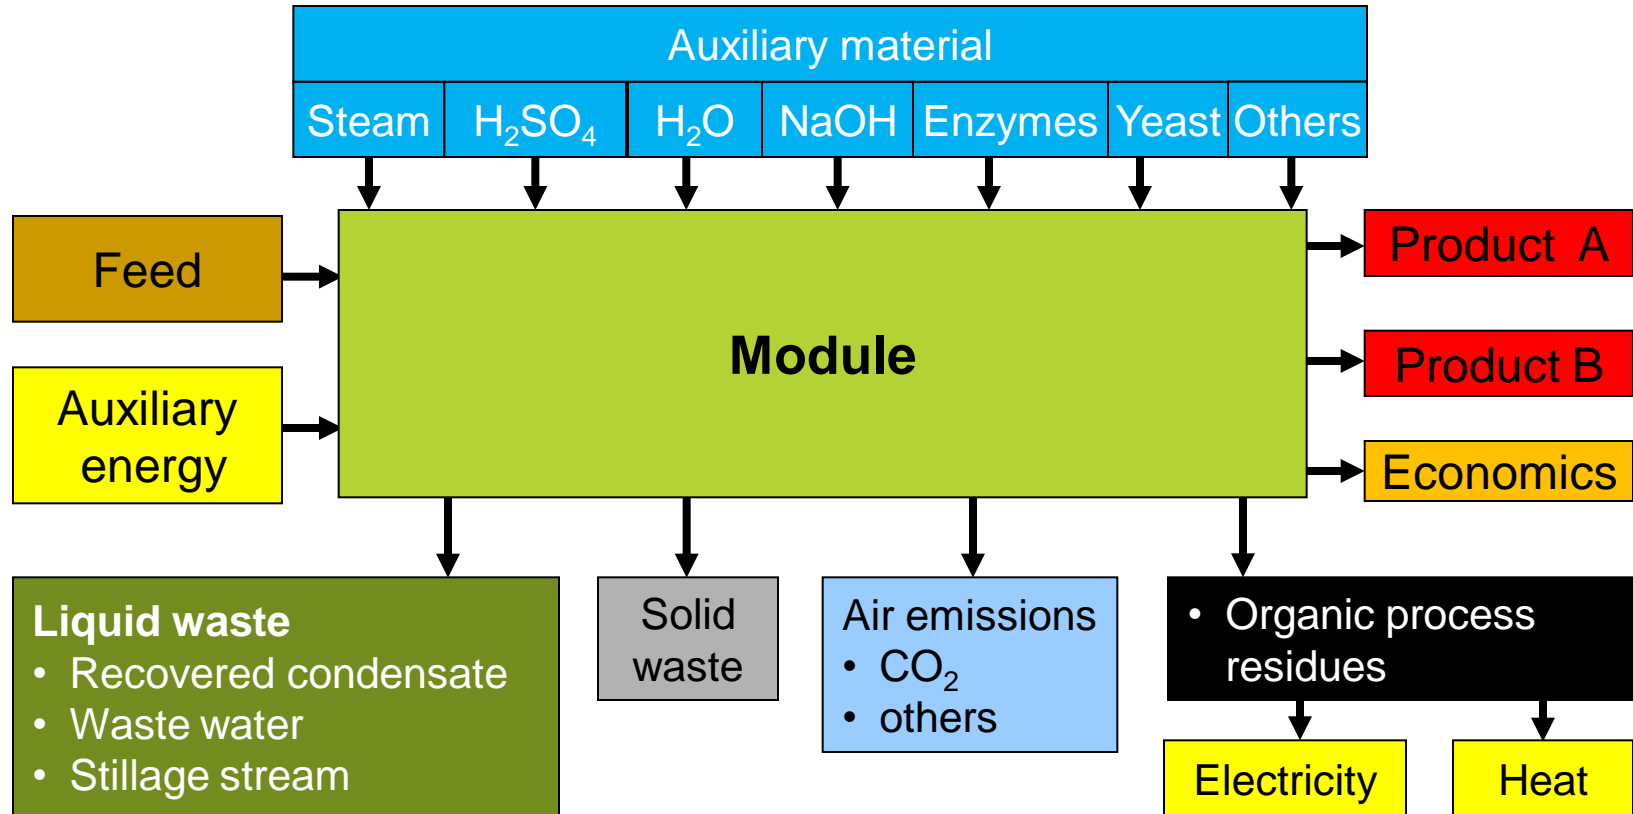 Auxiliary material
Steam H₂SO₄ H₂O NaOH Enzymes Yeast Others
Feed
Auxiliary
energy
Module
Product A
Product B
Economics
Liquid waste
• Recovered condensate
• Waste water
• Stillage stream
Solid
waste
Air emissions
• CO₂
• others
• Organic process
residues
Electricity
Heat